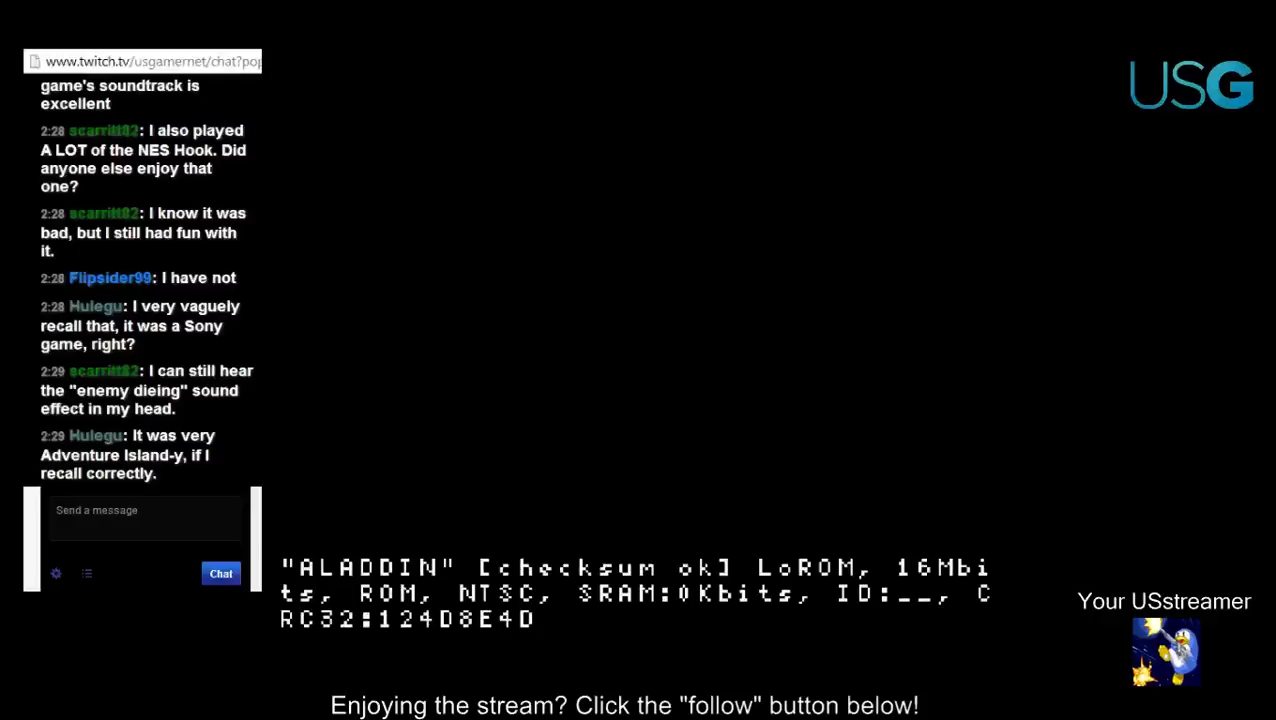 www.twitch.tv/usgamernet/chat?pop
game's soundtrack is
excellent
2:28 scarritt82: I also played
A LOT of the NES Hook. Did
anyone else enjoy that
one?
2:28 scarritt82: I know it was
bad, but I still had fun with
it.
2:28 Flipsider99: I have not
2:28 Hulegu: I very vaguely
recall that, it was a Sony
game, right?
2:29 scarritt82: I can still hear
the "enemy dieing" sound
effect in my head.
2:29 Hulegu: It was very
Adventure Island-y, if I
recall correctly.
Send a message
Chat
USG
"ALADDIN" [checksum ok] LoROM, 16Mbi
ts, ROM, NTSC, SRAM:0Kbits, ID:__, C
RC32:124D8E4D
Your USstreamer
Enjoying the stream? Click the "follow" button below!